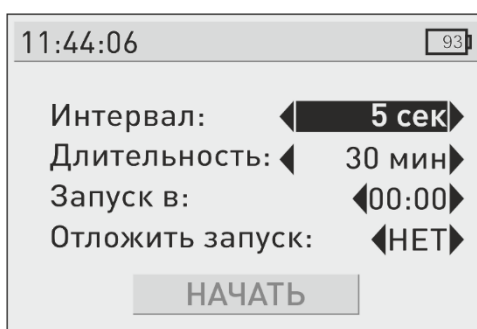 11:44:06 93
Интервал: 5 сек
Длительность: 30 мин
Запуск в: 00:00
Отложить запуск: НЕТ
НАЧАТЬ